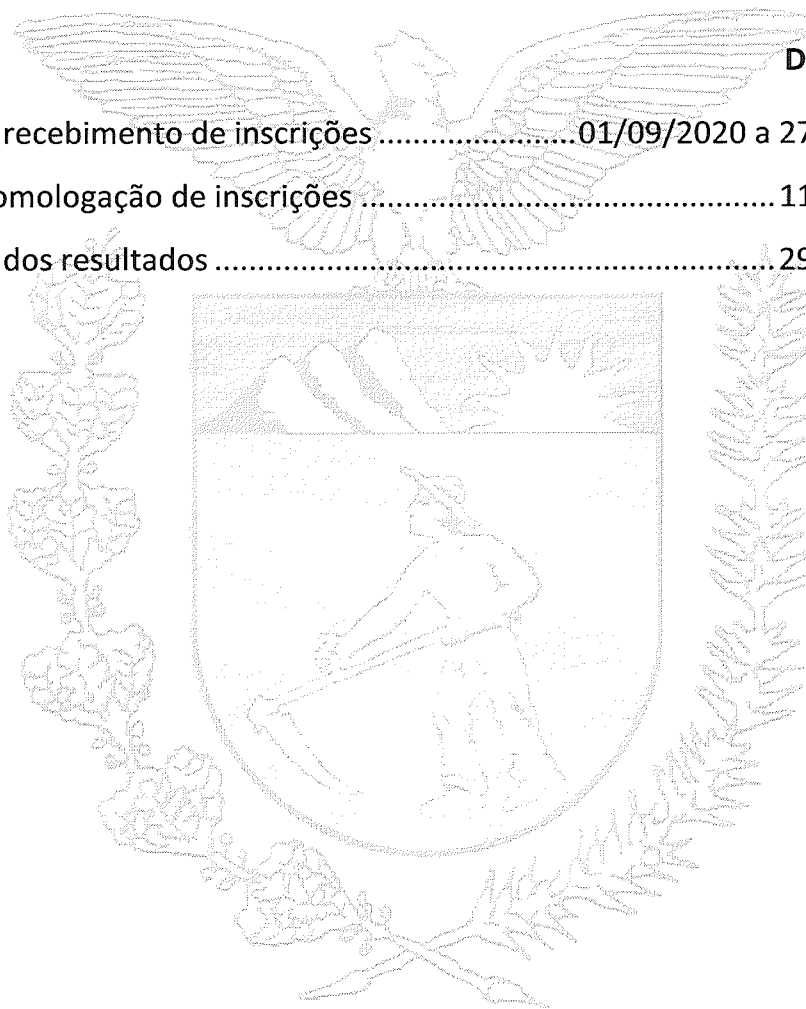 D
recebimento de inscrições.......................01/09/2020 a 27
omologação de inscrições.................................................11
dos resultados..................................................................29